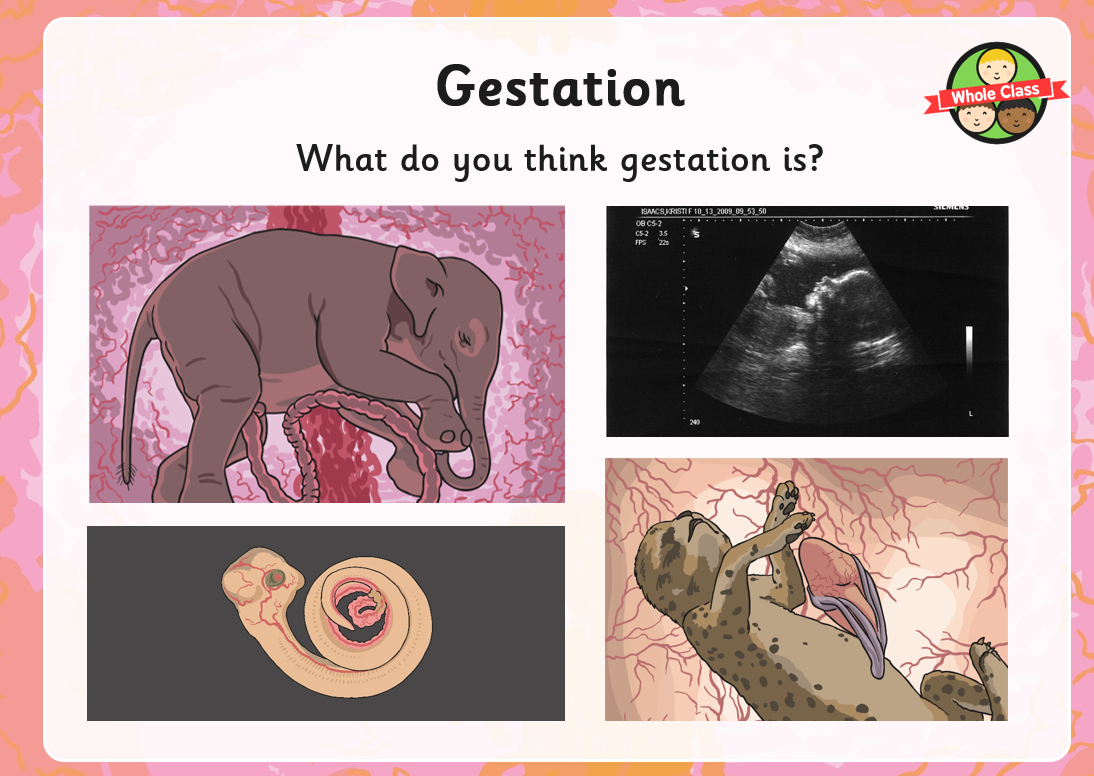 Gestation
Whole Class
What do you think gestation is?
ISAACS,KRISTI F 10_13_2009_09_53_50
SIEMENS
OB C5-2
C5-2 3.5
FPS 22s
S
L
240